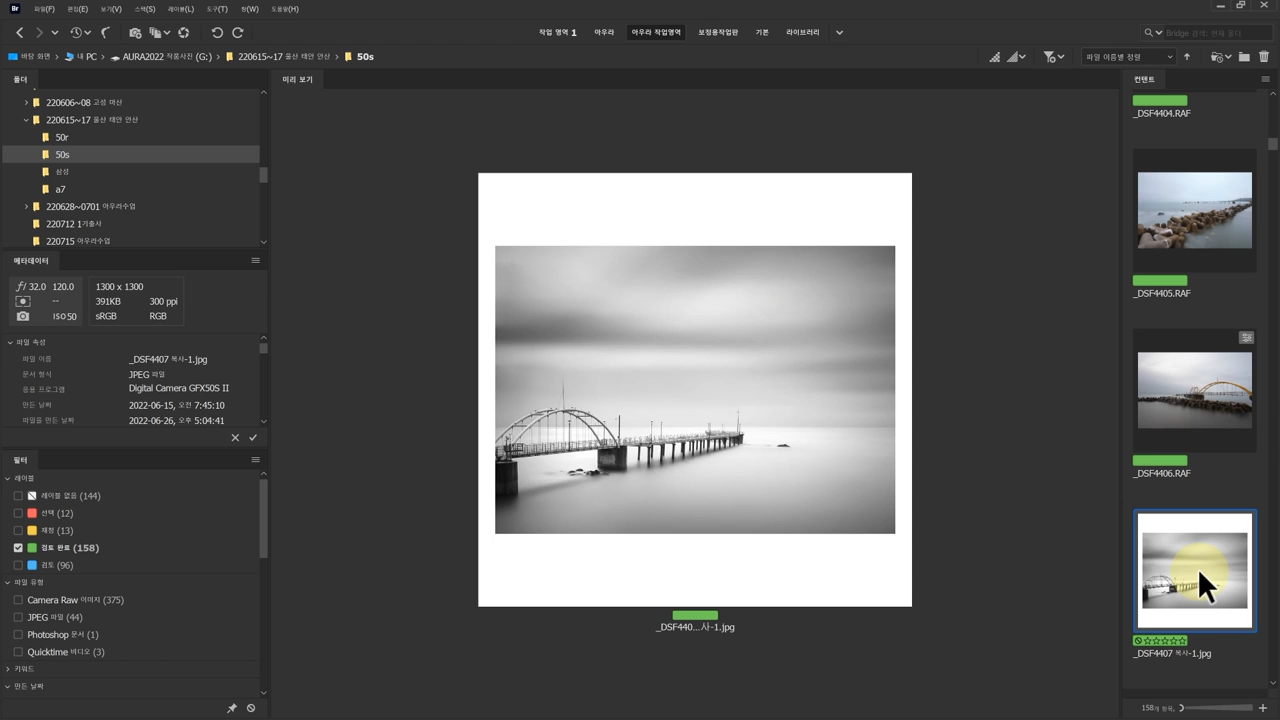 Br 파일(F) 편집(E) 보기(V) 스택(S) 레이블(L) 도구(T) 창(W) 도움말(H)
작업 영역 1 아우라 아우라 작업영역 보정용작업판 기본 라이브러리
Bridge 검색: 현재 폴더
바탕 화면 내 PC AURA2022 작품사진 (G:) 220615~17 울산 태안 안산 50s
파일 이름별 정렬
폴더
220606~08 고성 마산
220615~17 울산 태안 안산
50r
50s
삼성
a7
220628~0701 아우라수업
220712 1기출사
220715 아우라수업
메타데이터
ƒ/ 32.0 120.0
--
ISO 50
1300 x 1300
391KB 300 ppi
sRGB RGB
파일 속성
파일 이름 _DSF4407 복사-1.jpg
문서 형식 JPEG 파일
응용 프로그램 Digital Camera GFX50S II
만든 날짜 2022-06-15, 오전 7:45:10
파일을 만든 날짜 2022-06-26, 오후 5:04:41
필터
레이블
레이블 없음 (144)
선택 (12)
재정 (13)
검토 완료 (158)
검토 (96)
파일 유형
Camera Raw 이미지 (375)
JPEG 파일 (44)
Photoshop 문서 (1)
Quicktime 비디오 (3)
키워드
만든 날짜
미리 보기
_DSF440...사-1.jpg
컨텐트
_DSF4404.RAF
_DSF4405.RAF
_DSF4406.RAF
_DSF4407 복사-1.jpg
158개 항목,